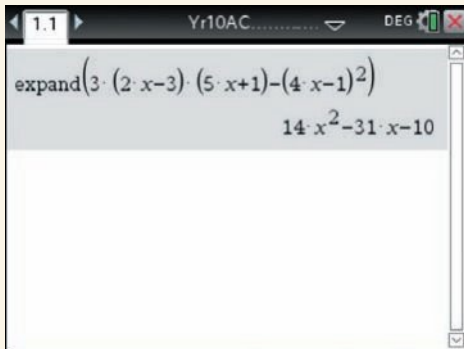 1.1 Yr10AC............ DEG
expand(3·(2·x−3)·(5·x+1)−(4·x−1)²)
14·x²−31·x−10